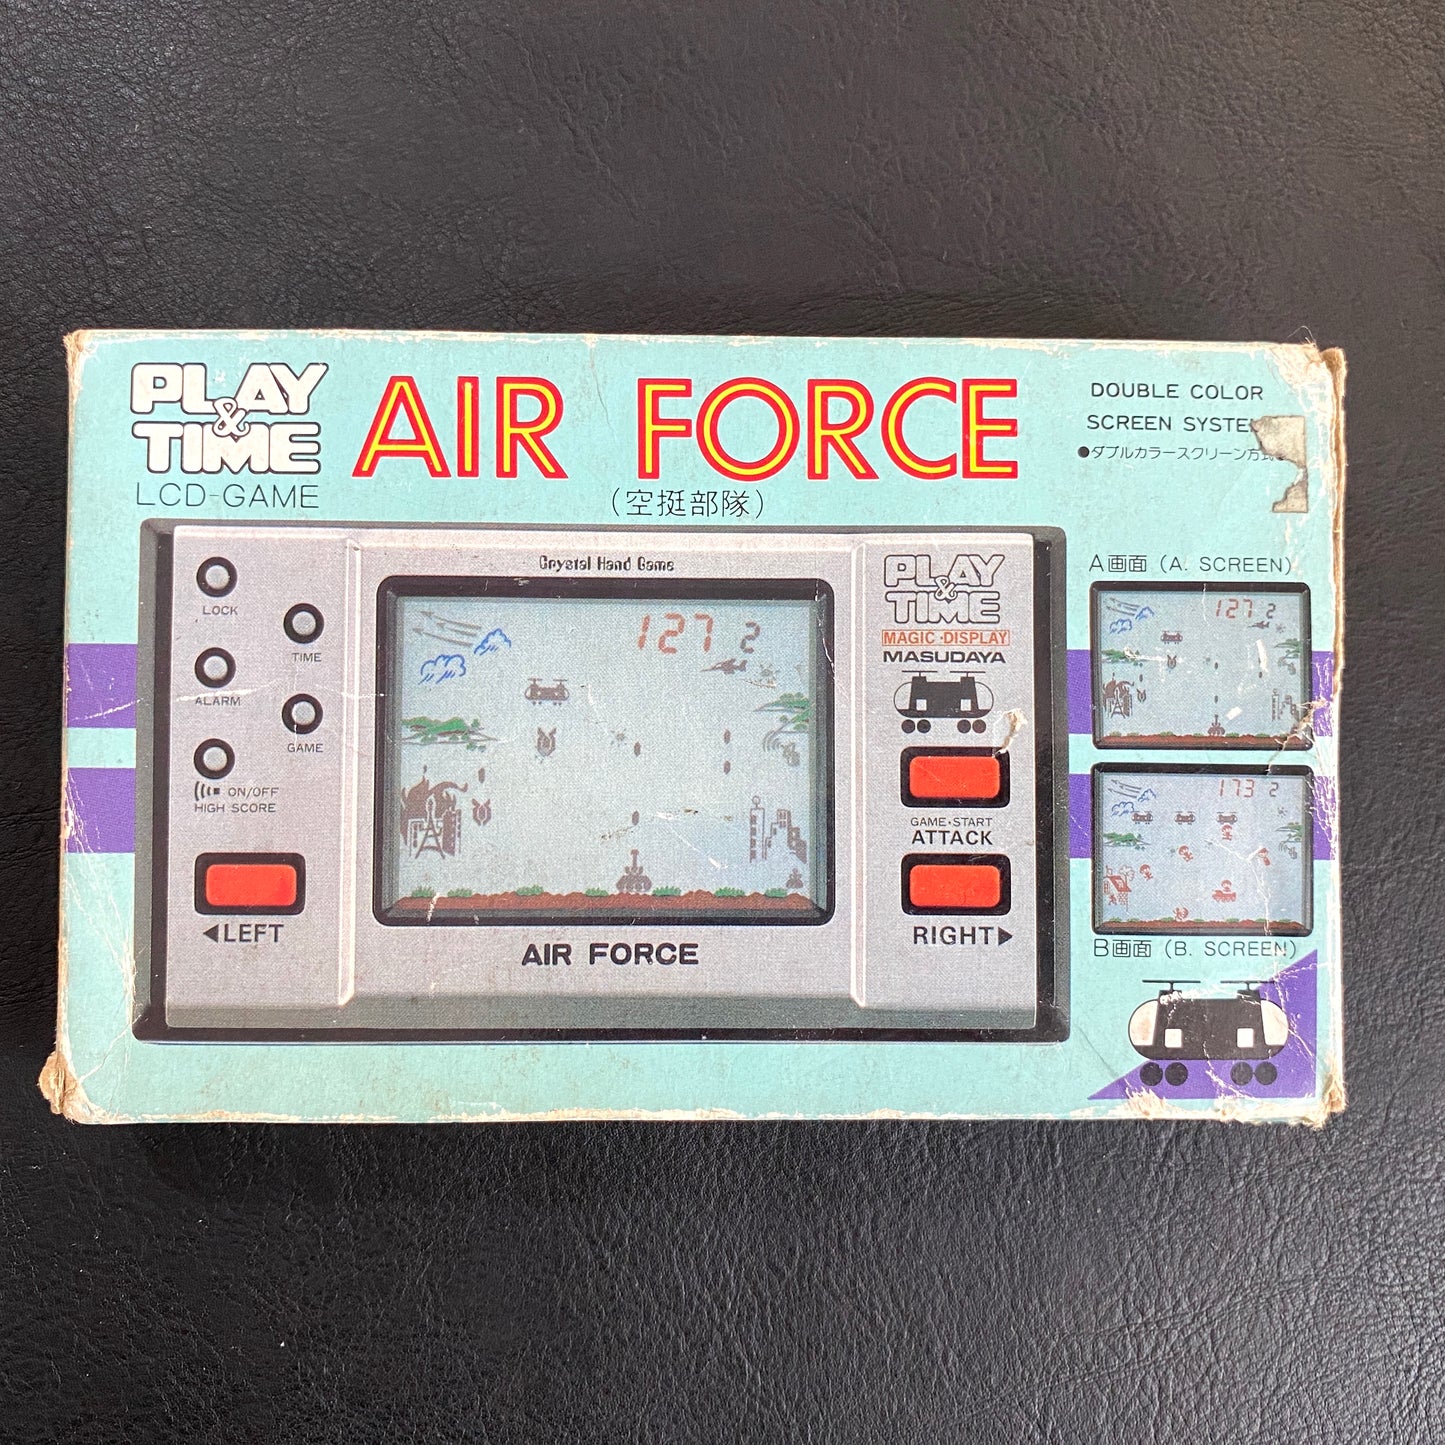 PLAY
&
TIME
LCD-GAME
AIR FORCE
(空挺部隊)
DOUBLE COLOR
SCREEN SYSTEM
●ダブルカラースクリーン方式
Crystal Hand Game
LOCK
TIME
ALARM
GAME
ON/OFF
HIGH SCORE
◀LEFT
127 2
AIR FORCE
PLAY
&
TIME
MAGIC·DISPLAY
MASUDAYA
GAME·START
ATTACK
RIGHT▶
A画面 (A. SCREEN)
127 2
173 2
B画面 (B. SCREEN)